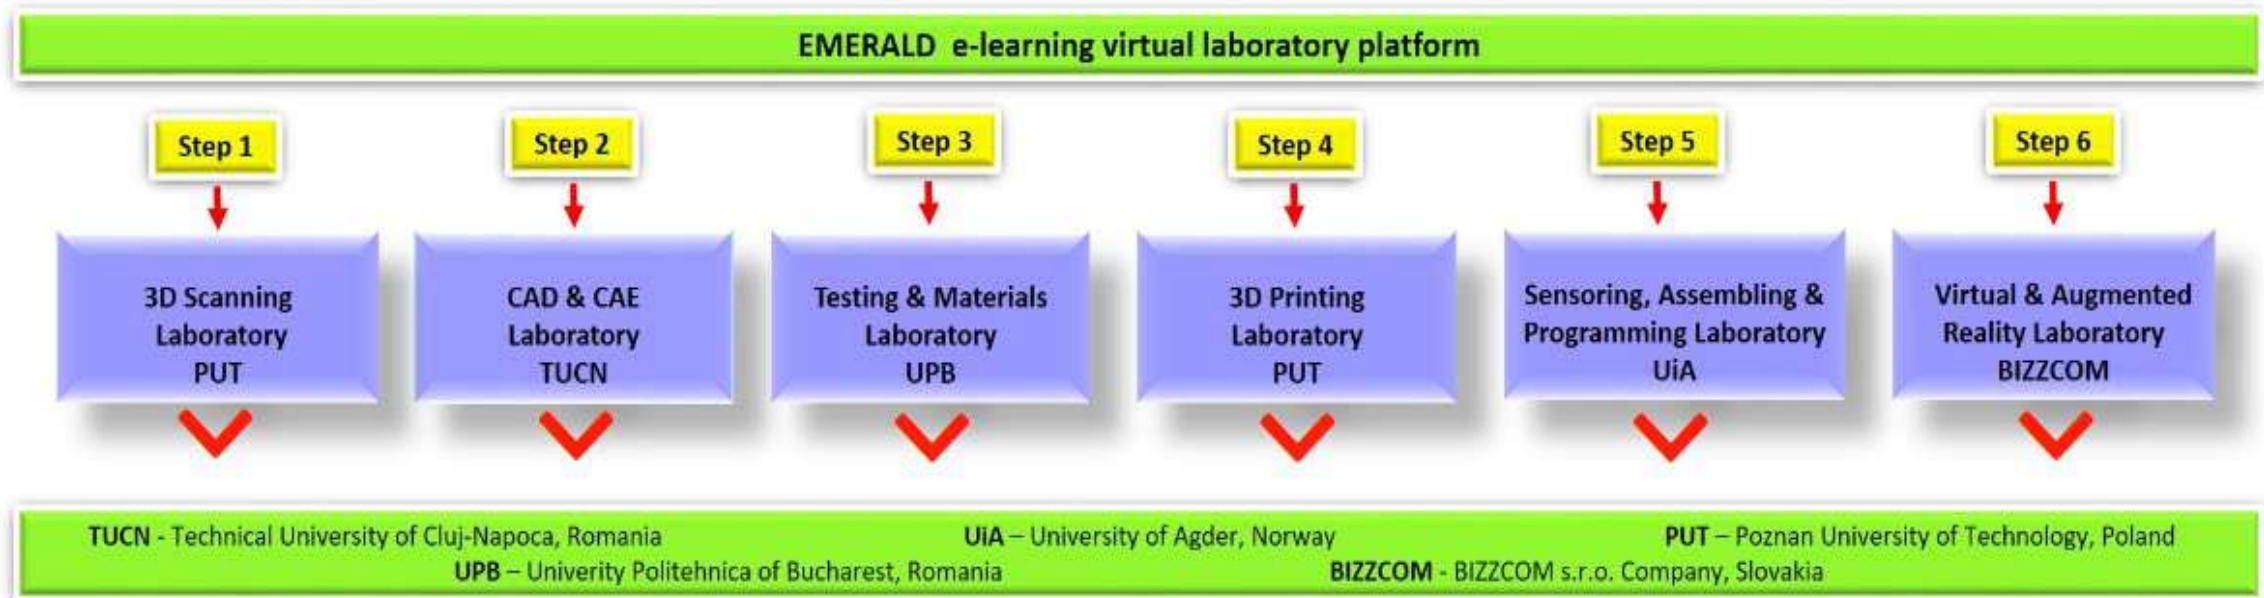 EMERALD e-learning virtual laboratory platform
Step 1
Step 2
Step 3
Step 4
Step 5
Step 6
3D Scanning
Laboratory
PUT
CAD & CAE
Laboratory
TUCN
Testing & Materials
Laboratory
UPB
3D Printing
Laboratory
PUT
Sensoring, Assembling &
Programming Laboratory
UiA
Virtual & Augmented
Reality Laboratory
BIZZCOM
TUCN - Technical University of Cluj-Napoca, Romania
UiA – University of Agder, Norway
PUT – Poznan University of Technology, Poland
UPB – Univerity Politehnica of Bucharest, Romania
BIZZCOM - BIZZCOM s.r.o. Company, Slovakia